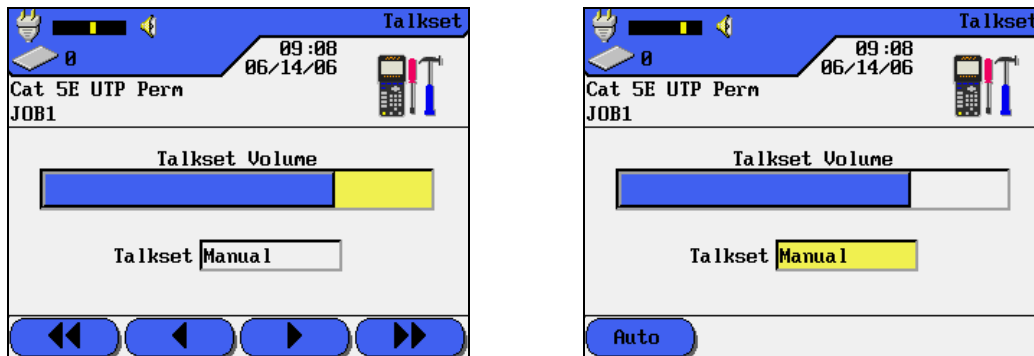 Talkset
0
09:08
06/14/06
Cat 5E UTP Perm
JOB1
Talkset Volume
Talkset Manual
Talkset
0
09:08
06/14/06
Cat 5E UTP Perm
JOB1
Talkset Volume
Talkset Manual
Auto